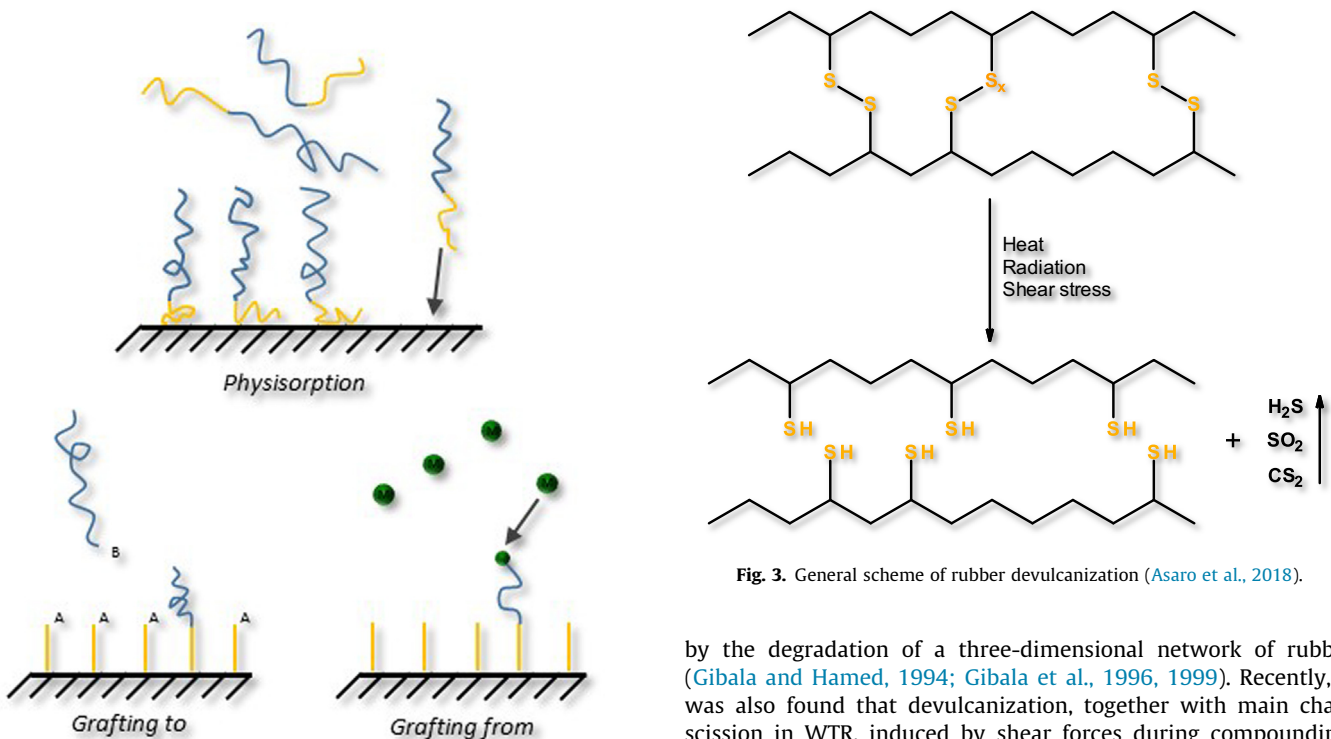 Physisorption
B
A A A A
Grafting to
M
M
M
M
Grafting from
S S Sₓ S
S S S
Heat
Radiation
Shear stress
SH SH SH
SH SH SH
+
H₂S
SO₂
CS₂
Fig. 3. General scheme of rubber devulcanization (Asaro et al., 2018).
by the degradation of a three-dimensional network of
(Gibala and Hamed, 1994; Gibala et al., 1996, 1999). Recently,
was also found that devulcanization, together with main
scission in WTR, induced by shear forces during